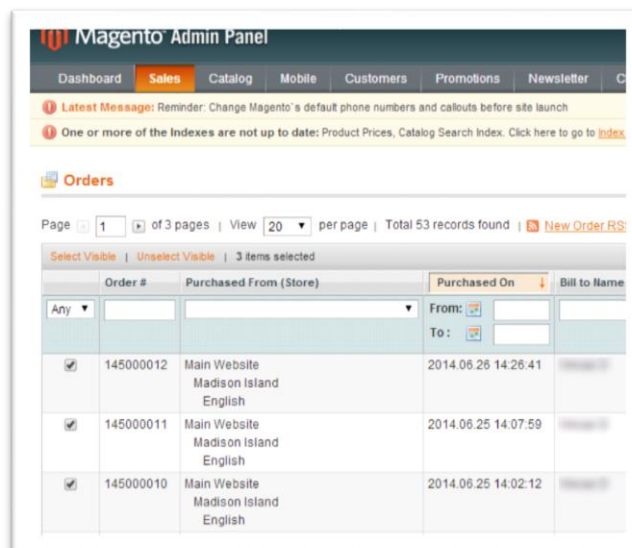 Magento Admin Panel
Dashboard Sales Catalog Mobile Customers Promotions Newsletter C
Latest Message: Reminder: Change Magento`s default phone numbers and callouts before site launch
One or more of the Indexes are not up to date: Product Prices, Catalog Search Index. Click here to go to Index
Orders
Page 1 of 3 pages | View 20 per page | Total 53 records found | New Order RS
Select Visible | Unselect Visible | 3 items selected
Order # Purchased From (Store) Purchased On Bill to Name
Any From:
To :
145000012 Main Website 2014.06.26 14:26:41
Madison Island
English
145000011 Main Website 2014.06.25 14:07:59
Madison Island
English
145000010 Main Website 2014.06.25 14:02:12
Madison Island
English